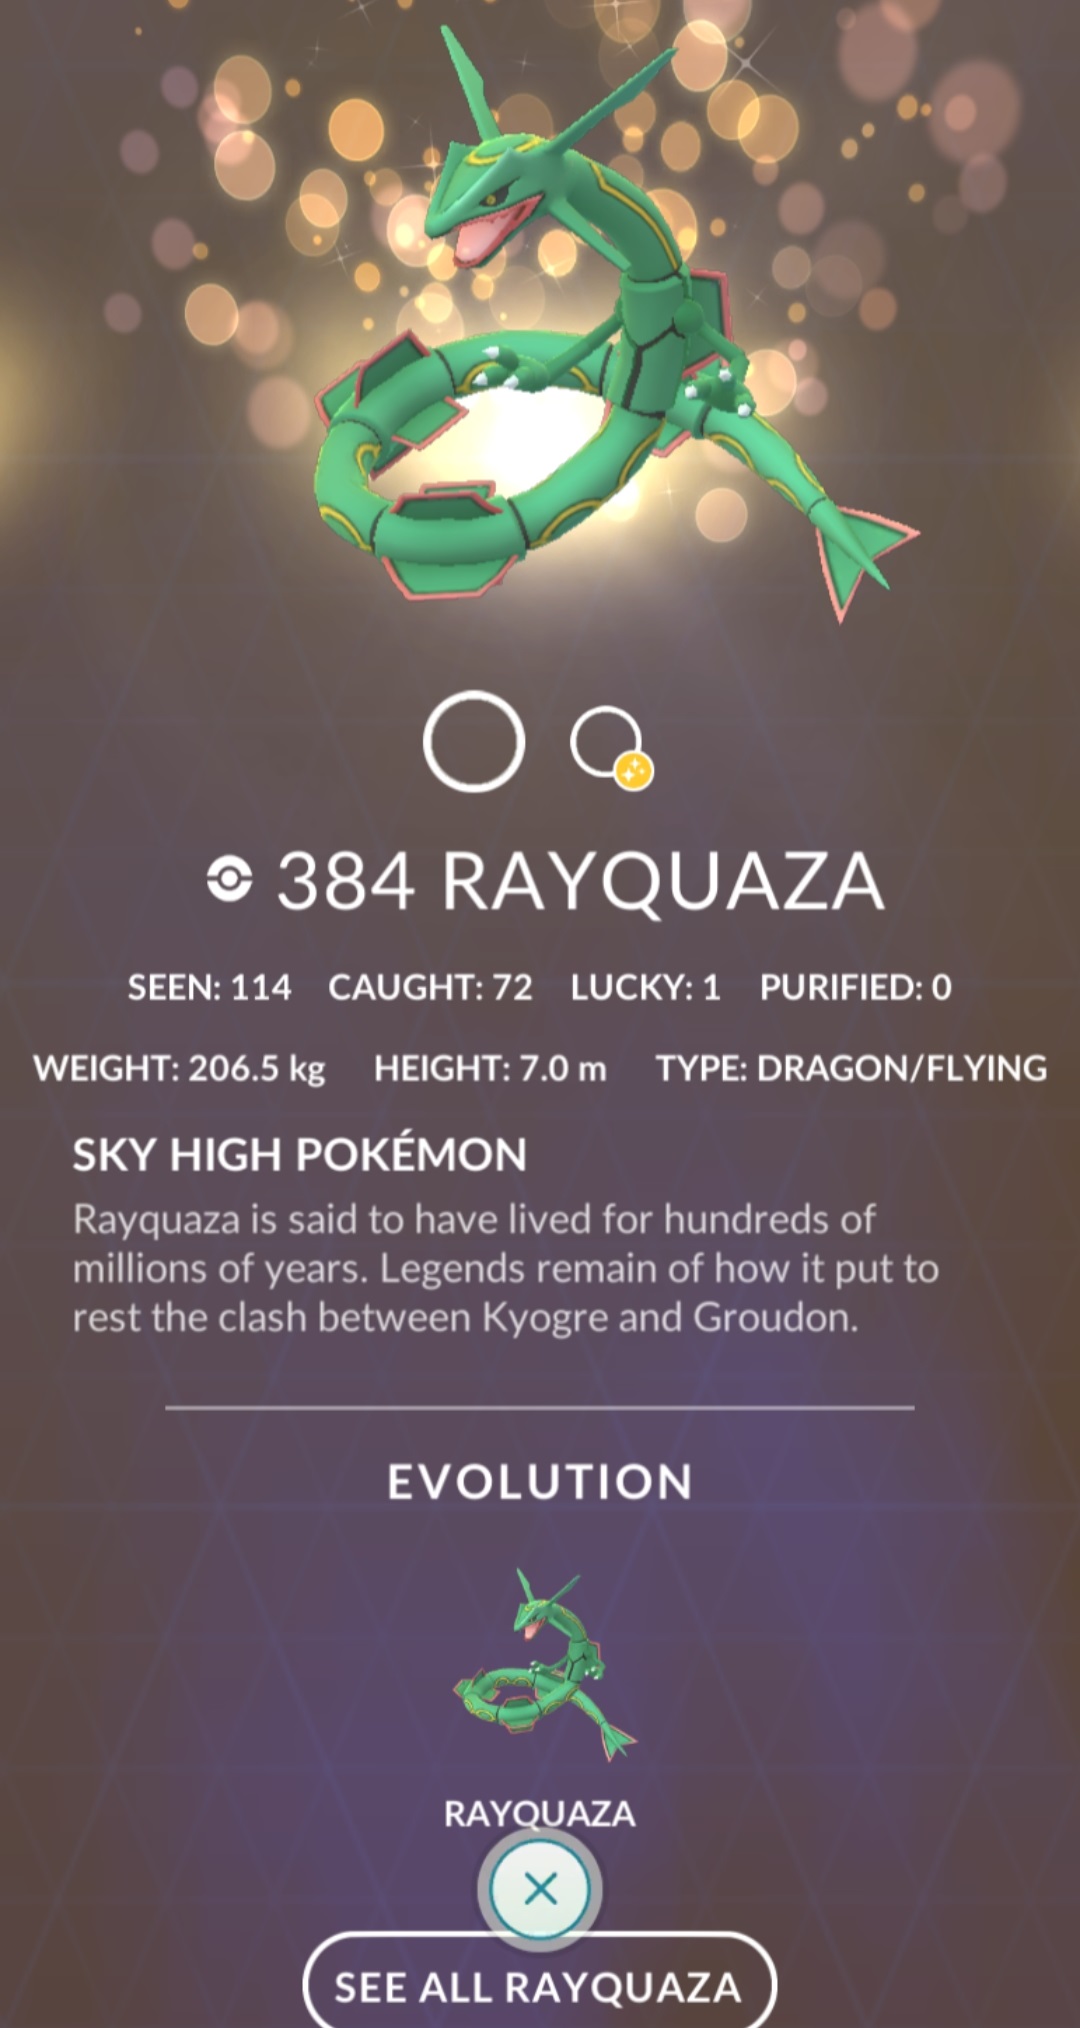 384 RAYQUAZA
SEEN: 114 CAUGHT: 72 LUCKY: 1 PURIFIED: 0
WEIGHT: 206.5 kg HEIGHT: 7.0 m TYPE: DRAGON/FLYING
SKY HIGH POKÉMON
Rayquaza is said to have lived for hundreds of
millions of years. Legends remain of how it put to
rest the clash between Kyogre and Groudon.
EVOLUTION
RAYQUAZA
SEE ALL RAYQUAZA